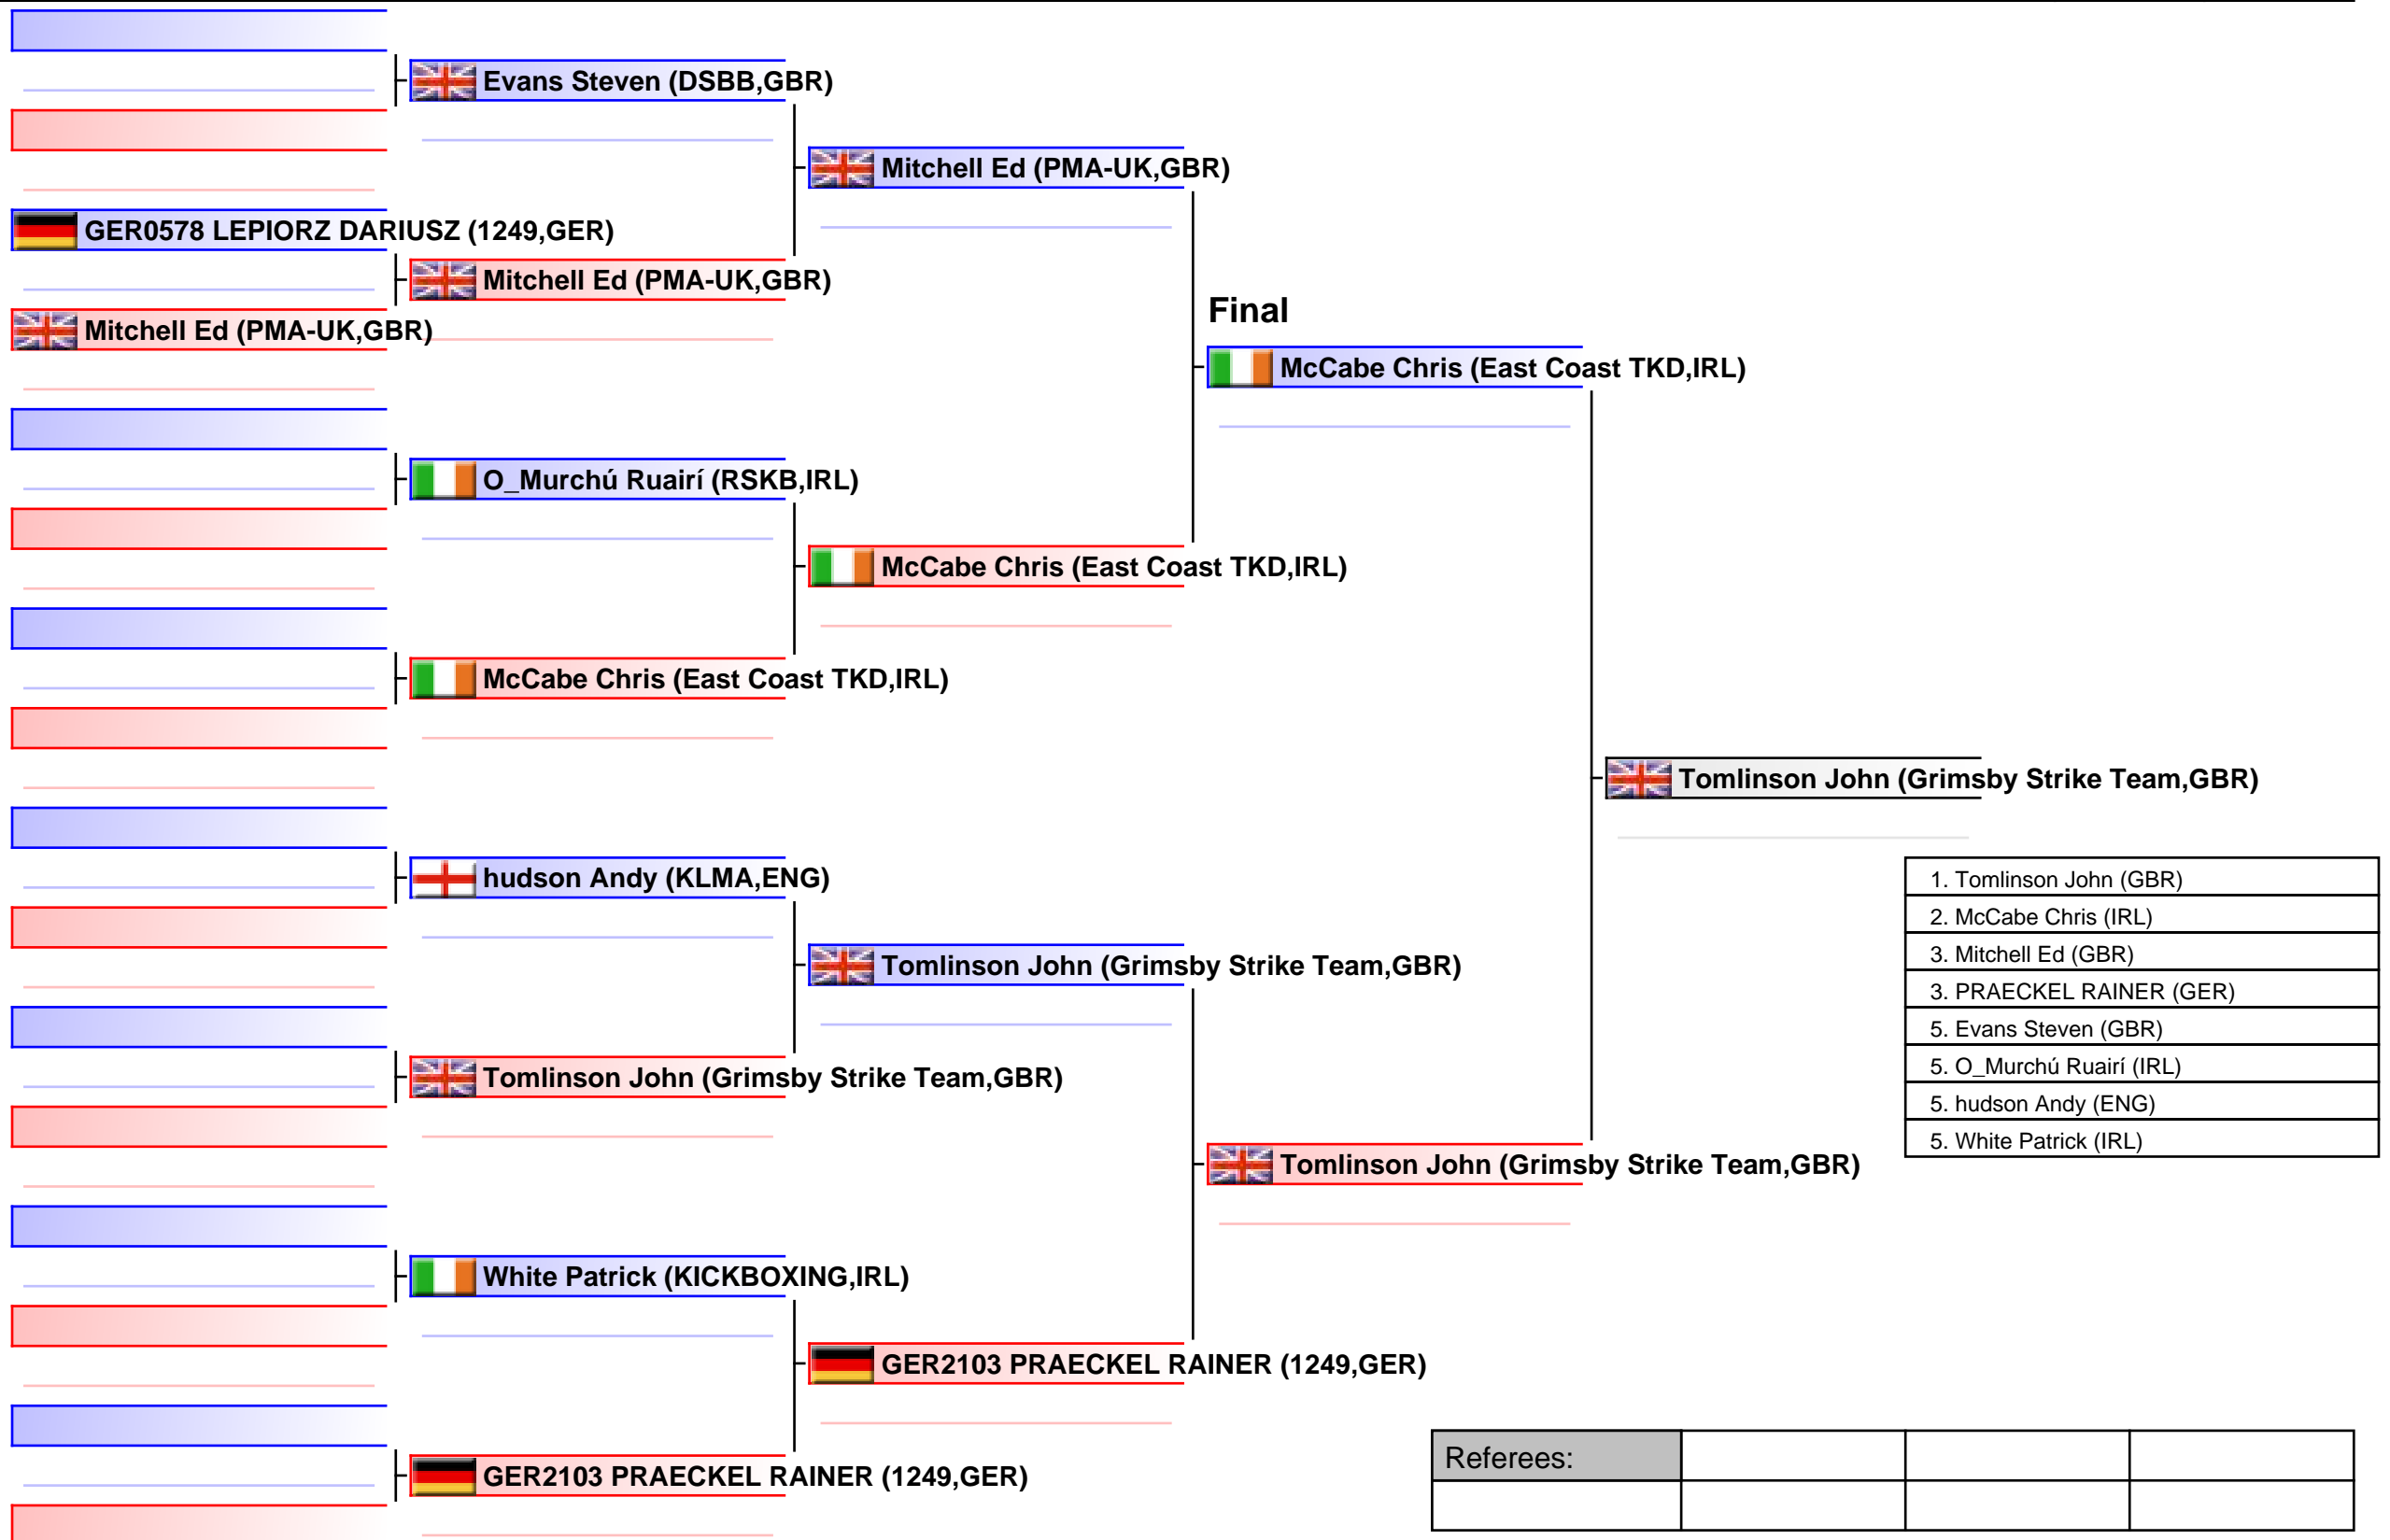 Evans Steven (DSBB,GBR)
Mitchell Ed (PMA-UK,GBR)
GER0578 LEPIORZ DARIUSZ (1249,GER)
Mitchell Ed (PMA-UK,GBR)
Mitchell Ed (PMA-UK,GBR)
Final
McCabe Chris (East Coast TKD,IRL)
O_Murchú Ruairí (RSKB,IRL)
McCabe Chris (East Coast TKD,IRL)
McCabe Chris (East Coast TKD,IRL)
Tomlinson John (Grimsby Strike Team,GBR)
hudson Andy (KLMA,ENG)
1. Tomlinson John (GBR)
2. McCabe Chris (IRL)
3. Mitchell Ed (GBR)
3. PRAECKEL RAINER (GER)
5. Evans Steven (GBR)
5. O_Murchú Ruairí (IRL)
5. hudson Andy (ENG)
5. White Patrick (IRL)
Tomlinson John (Grimsby Strike Team,GBR)
Tomlinson John (Grimsby Strike Team,GBR)
Tomlinson John (Grimsby Strike Team,GBR)
White Patrick (KICKBOXING,IRL)
GER2103 PRAECKEL RAINER (1249,GER)
GER2103 PRAECKEL RAINER (1249,GER)
Referees: